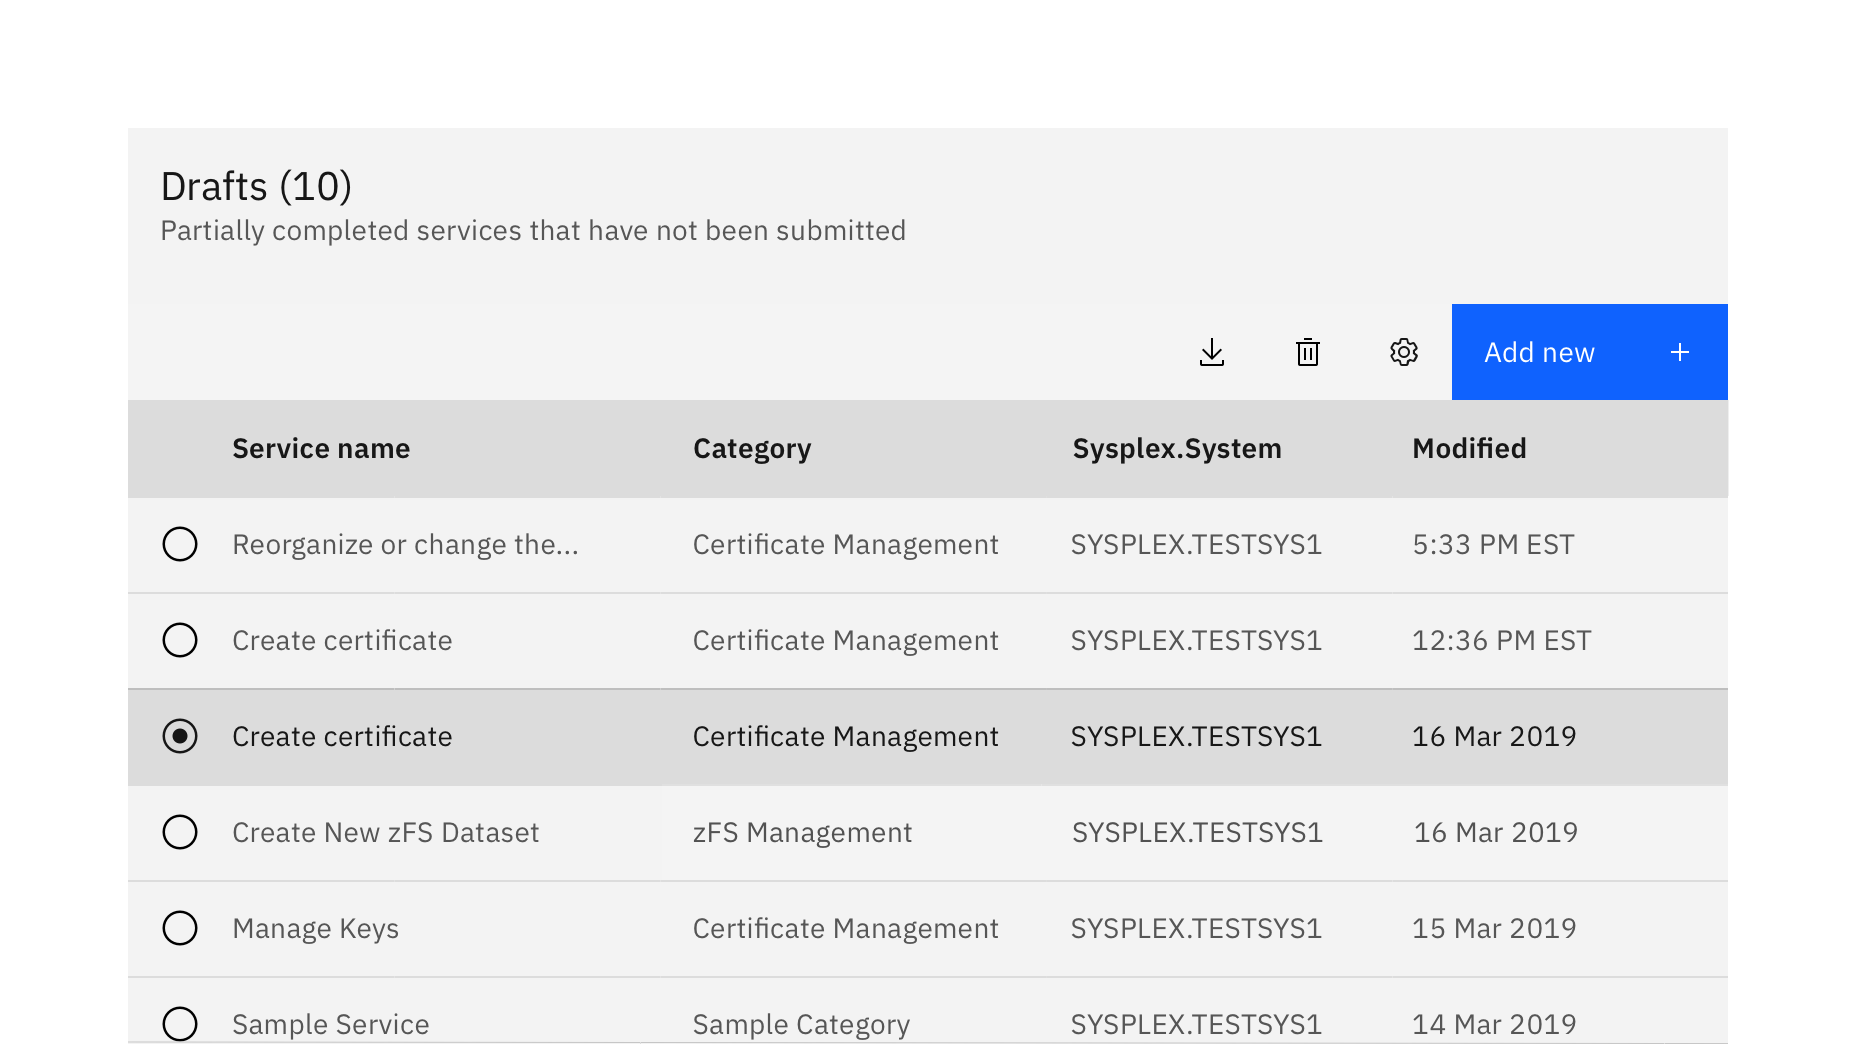 Drafts (10)
Partially completed services that have not been submitted
Add new +
Service name Category Sysplex.System Modified
Reorganize or change the... Certificate Management SYSPLEX.TESTSYS1 5:33 PM EST
Create certificate Certificate Management SYSPLEX.TESTSYS1 12:36 PM EST
Create certificate Certificate Management SYSPLEX.TESTSYS1 16 Mar 2019
Create New zFS Dataset zFS Management SYSPLEX.TESTSYS1 16 Mar 2019
Manage Keys Certificate Management SYSPLEX.TESTSYS1 15 Mar 2019
Sample Service Sample Category SYSPLEX.TESTSYS1 14 Mar 2019